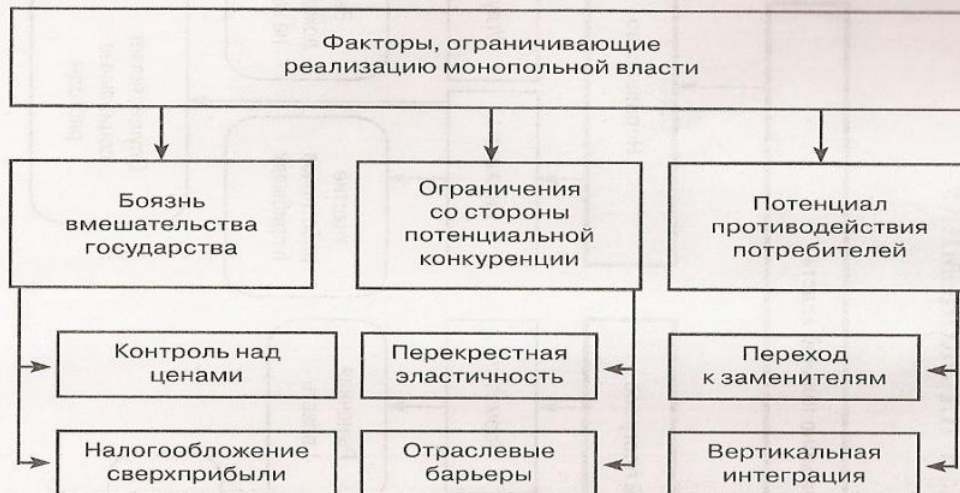 Факторы, ограничивающие
реализацию монопольной власти
Боязнь
вмешательства
государства
Ограничения
со стороны
потенциальной
конкуренции
Потенциал
противодействия
потребителей
Контроль над
ценами
Перекрестная
эластичность
Переход
к заменителям
Налогообложение
сверхприбыли
Отраслевые
барьеры
Вертикальная
интеграция